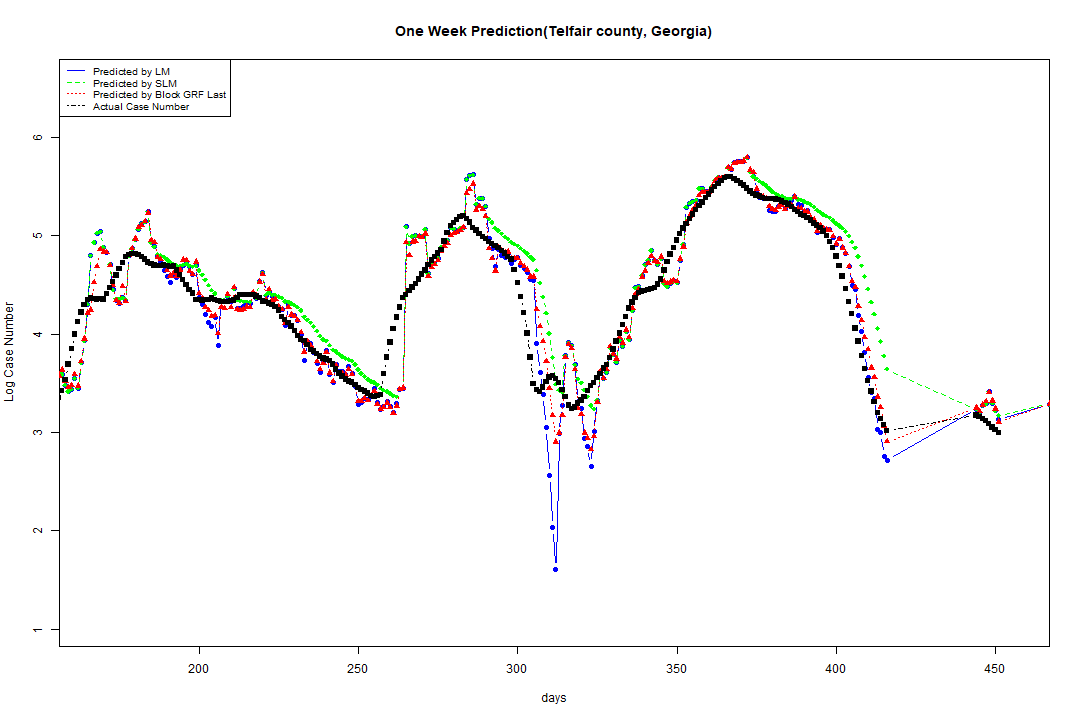 One Week Prediction(Telfair county, Georgia)
Predicted by LM
Predicted by SLM
Predicted by Block GRF Last
Actual Case Number
Log Case Number
6
5
4
3
2
1
200 250 300 350 400 450
days